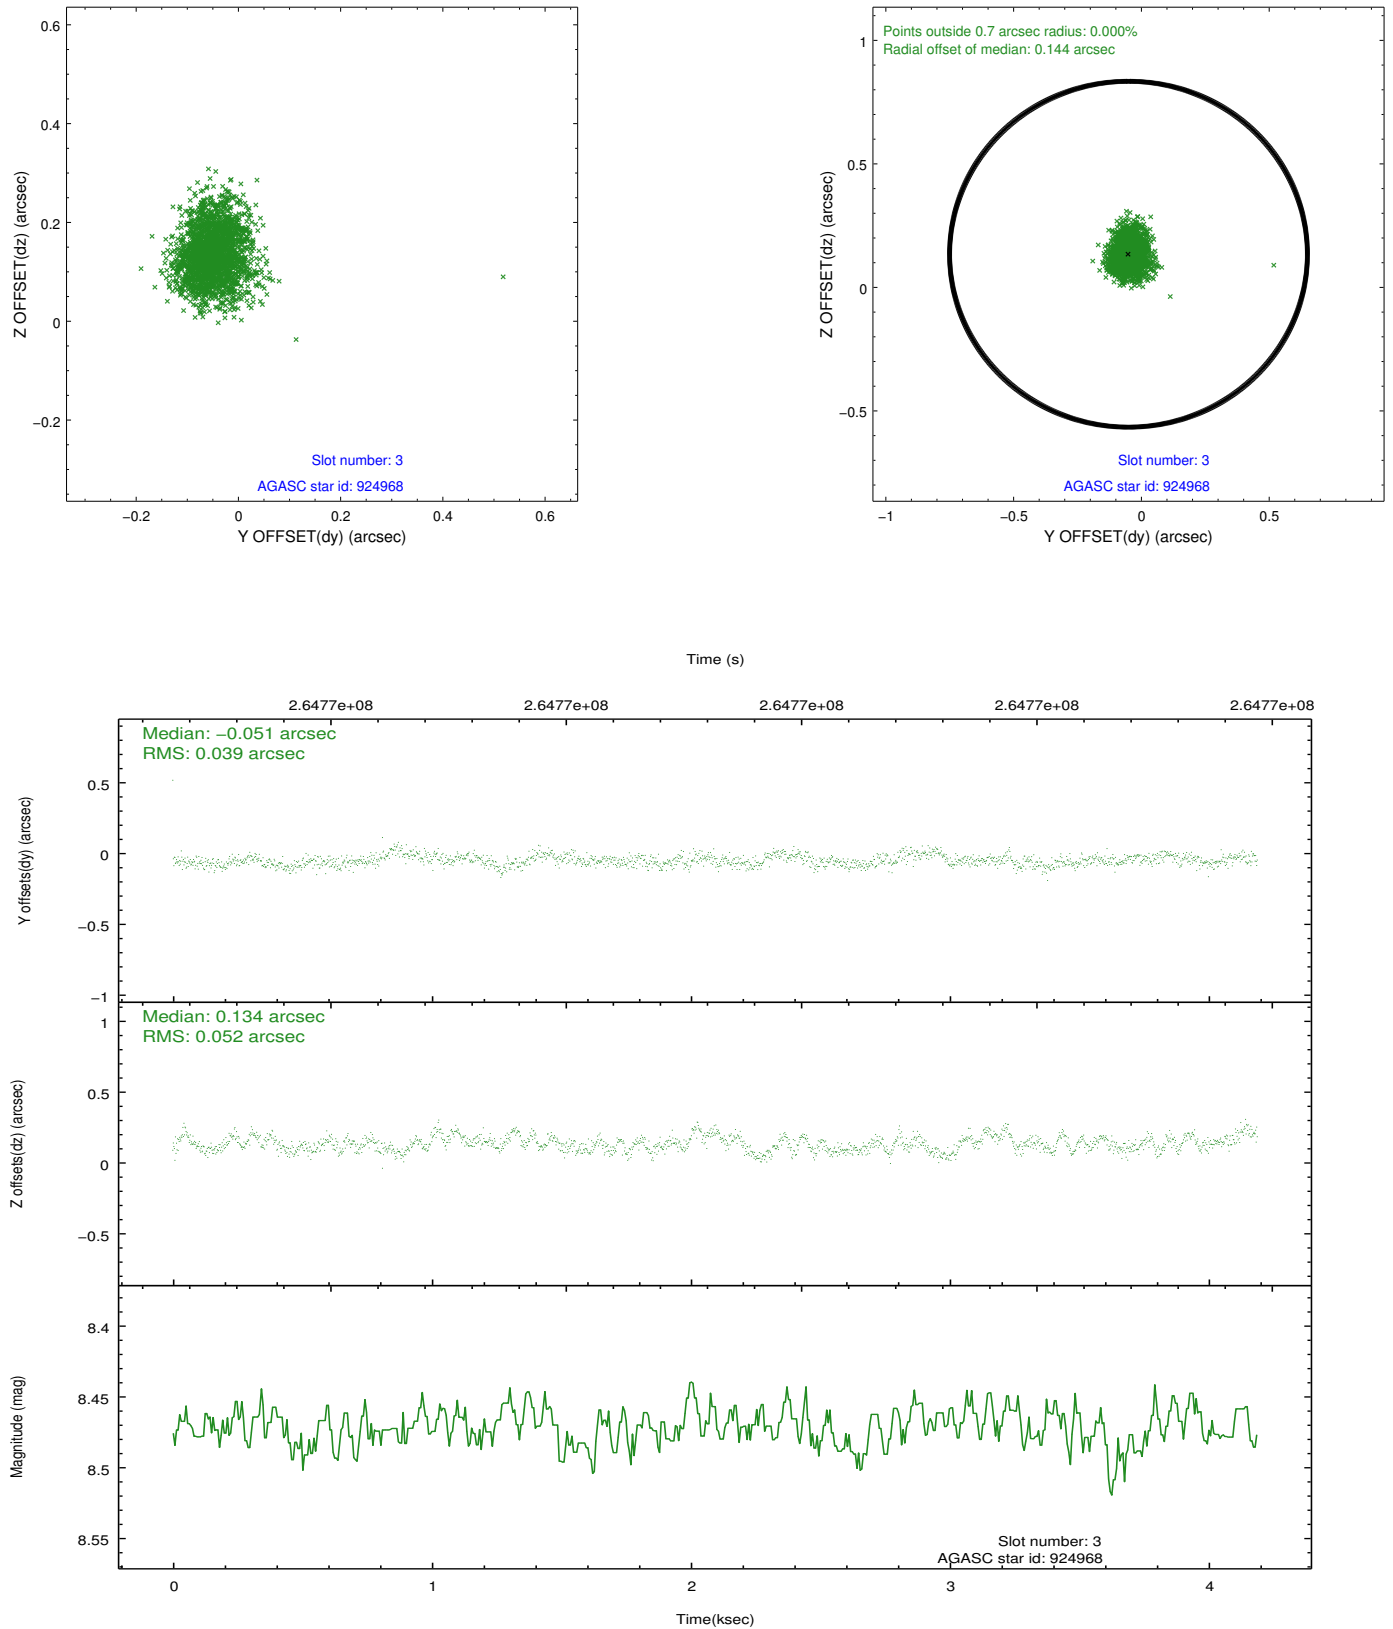 0.6
0.4
0.2
0
−0.2
Z OFFSET(dz) (arcsec)
Slot number: 3
AGASC star id: 924968
−0.2 0 0.2 0.4 0.6
Y OFFSET(dy) (arcsec)
Points outside 0.7 arcsec radius: 0.000%
Radial offset of median: 0.144 arcsec
1
0.5
0
−0.5
Z OFFSET(dz) (arcsec)
Slot number: 3
AGASC star id: 924968
−1 −0.5 0 0.5
Y OFFSET(dy) (arcsec)
Time (s)
2.6477e+08 2.6477e+08 2.6477e+08 2.6477e+08 2.6477e+08
Median: −0.051 arcsec
RMS: 0.039 arcsec
0.5
0
−0.5
−1
Y offsets(dy) (arcsec)
Median: 0.134 arcsec
RMS: 0.052 arcsec
1
0.5
0
−0.5
Z offsets(dz) (arcsec)
8.4
8.45
8.5
8.55
Magnitude (mag)
Slot number: 3
AGASC star id: 924968
0 1 2 3 4
Time(ksec)